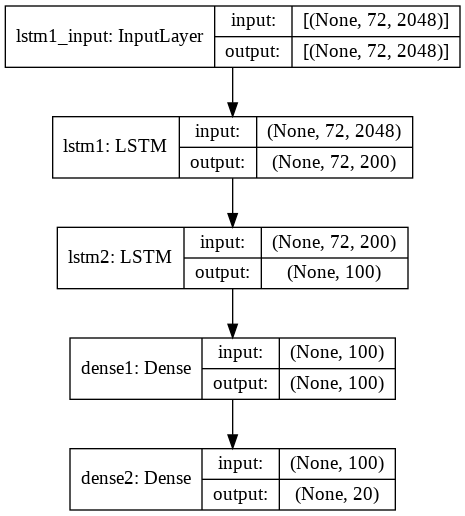 lstm1_input: InputLayer
input:
[(None, 72, 2048)]
output:
[(None, 72, 2048)]
lstm1: LSTM
input:
(None, 72, 2048)
output:
(None, 72, 200)
lstm2: LSTM
input:
(None, 72, 200)
output:
(None, 100)
dense1: Dense
input:
(None, 100)
output:
(None, 100)
dense2: Dense
input:
(None, 100)
output:
(None, 20)